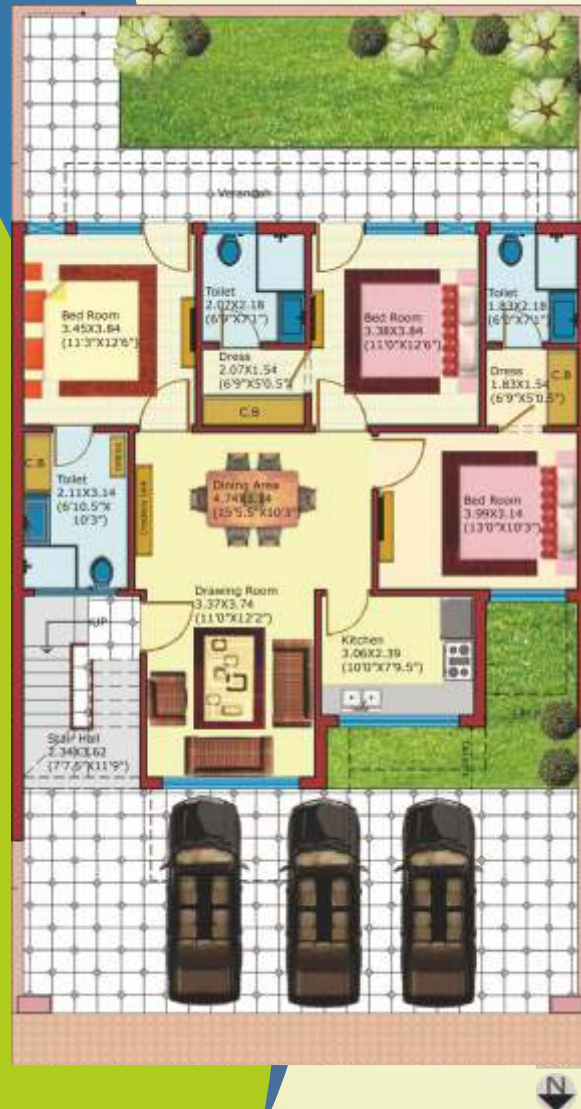 Verandah
Bed Room
3.45X3.84
(11'3"X12'6")
Toilet
2.07X2.18
(6'9"X7'1")
Bed Room
3.38X3.84
(11'0"X12'6")
Toilet
1.83X2.18
(6'0"X7'1")
Dress
2.07X1.54
(6'9"X5'0.5")
C.B
Dress
1.83X1.54
(6'9"X5'0.5")
C.B
C.B
Toilet
2.11X3.14
(6'10.5"X
10'3")
Dining Area
4.74X3.14
(15'5.5"X10'3")
Bed Room
3.99X3.14
(13'0"X10'3")
Drawing Room
3.37X3.74
(11'0"X12'2")
UP
Kitchen
3.06X2.39
(10'0"X7'9.5")
Stair Hall
2.34X3.62
(7'7.5"X11'9")
N